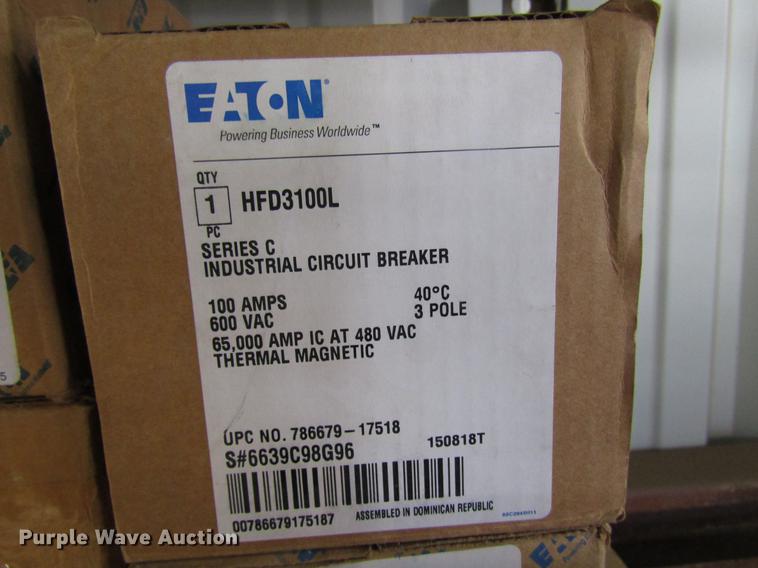 EATON
Powering Business Worldwide™
QTY
1 HFD3100L
PC
SERIES C
INDUSTRIAL CIRCUIT BREAKER
100 AMPS 40°C
600 VAC 3 POLE
65,000 AMP IC AT 480 VAC
THERMAL MAGNETIC
UPC NO. 786679-17518 150818T
S#6639C98G96
00786679175187 ASSEMBLED IN DOMINICAN REPUBLIC
EATON
Purple Wave Auction